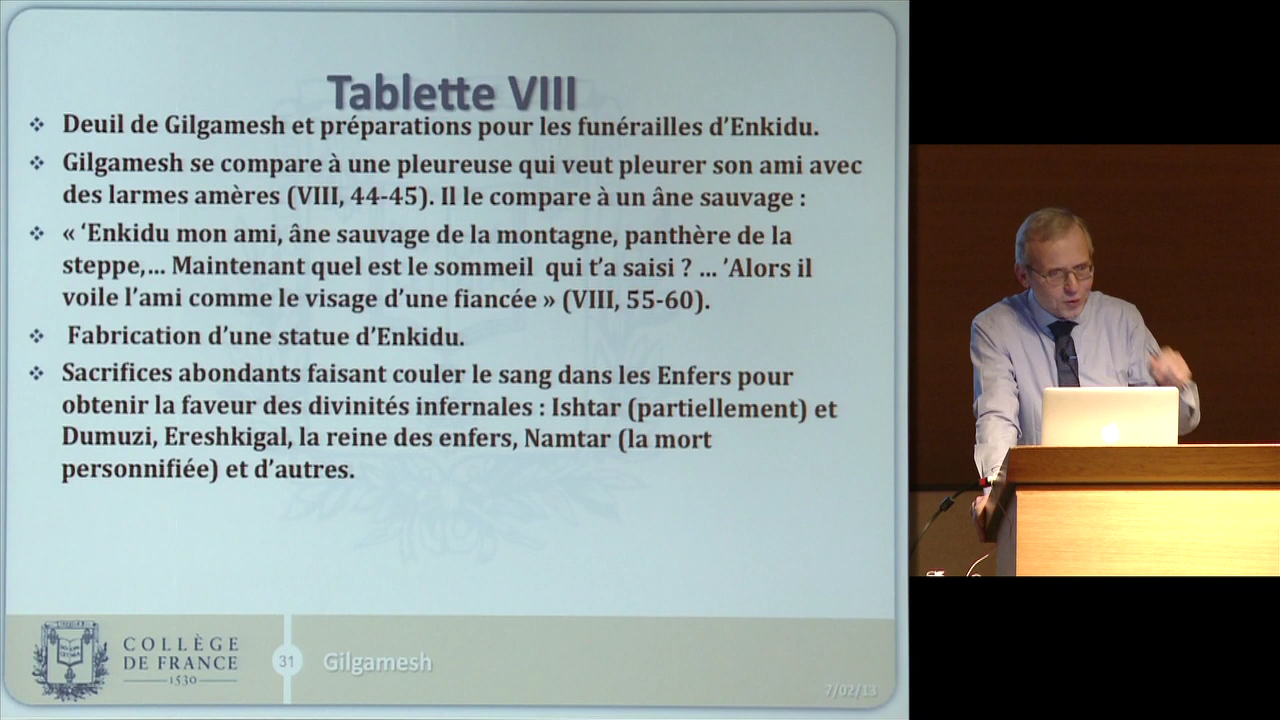 Tablette VIII
❖ Deuil de Gilgamesh et préparations pour les funérailles d’Enkidu.
❖ Gilgamesh se compare à une pleureuse qui veut pleurer son ami avec
des larmes amères (VIII, 44-45). Il le compare à un âne sauvage :
❖ « ‘Enkidu mon ami, âne sauvage de la montagne, panthère de la
steppe,… Maintenant quel est le sommeil qui t’a saisi ? … ’Alors il
voile l’ami comme le visage d’une fiancée » (VIII, 55-60).
❖ Fabrication d’une statue d’Enkidu.
❖ Sacrifices abondants faisant couler le sang dans les Enfers pour
obtenir la faveur des divinités infernales : Ishtar (partiellement) et
Dumuzi, Ereshkigal, la reine des enfers, Namtar (la mort
personnifiée) et d’autres.
COLLÈGE
DE FRANCE
1530
31
Gilgamesh
7/02/13